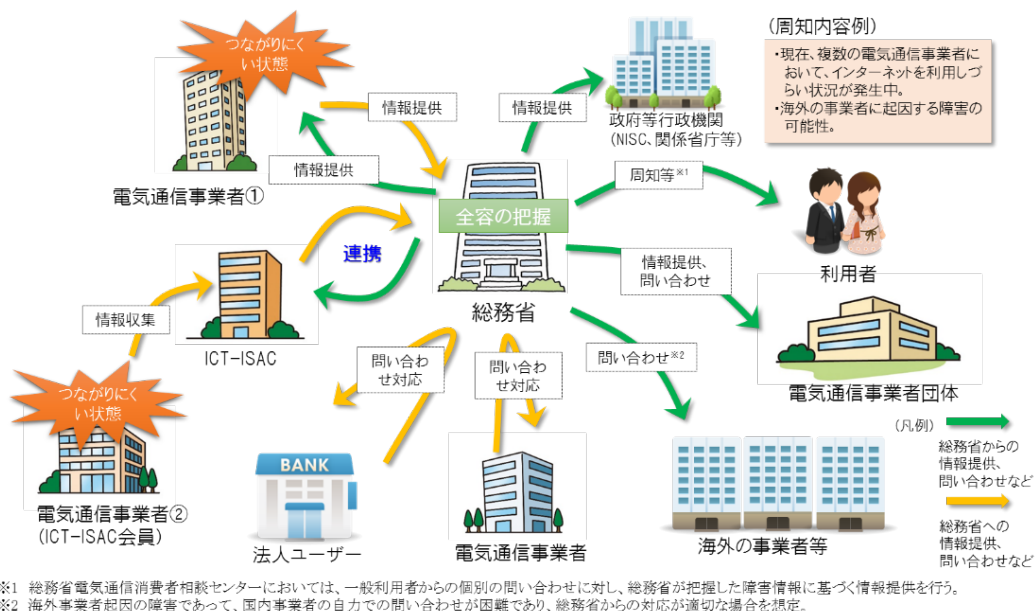 つながりにく
い状態
電気通信事業者①
情報提供
情報提供
情報提供
政府等行政機関
(NISC、関係省庁等)
(周知内容例)
・現在、複数の電気通信事業者に
おいて、インターネットを利用しづ
らい状況が発生中。
・海外の事業者に起因する障害の
可能性。
周知等※1
利用者
全容の把握
総務省
連携
ICT-ISAC
情報収集
情報提供、
問い合わせ
電気通信事業者団体
つながりにく
い状態
電気通信事業者②
(ICT-ISAC会員)
問い合わ
せ対応
BANK
法人ユーザー
問い合わ
せ対応
電気通信事業者
問い合わせ※2
海外の事業者等
(凡例)
総務省からの
情報提供、
問い合わせなど
総務省への
情報提供、
問い合わせなど
※1 総務省電気通信消費者相談センターにおいては、一般利用者からの個別の問い合わせに対し、総務省が把握した障害情報に基づく情報提供を行う。
※2 海外事業者起因の障害であって、国内事業者の自力での問い合わせが困難であり、総務省からの対応が適切な場合を想定。